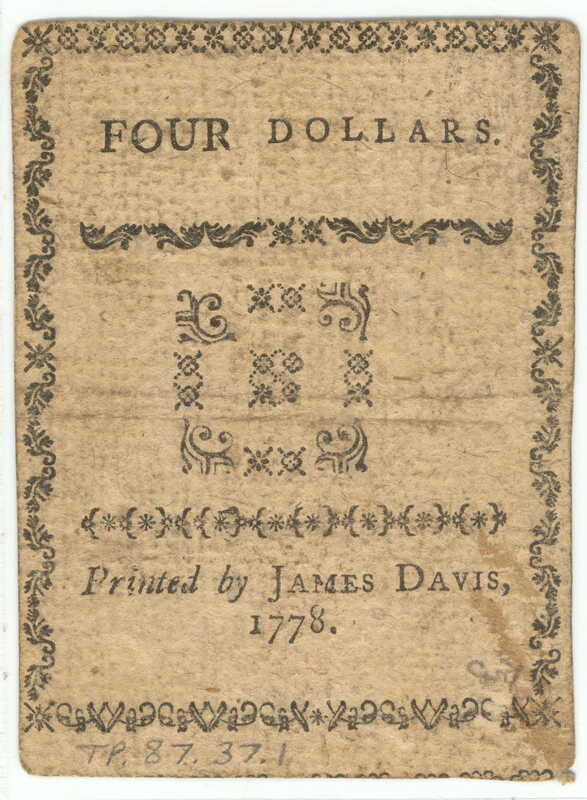 FOUR DOLLARS.
Printed by JAMES DAVIS,
1778.
TP. 87. 37. 1